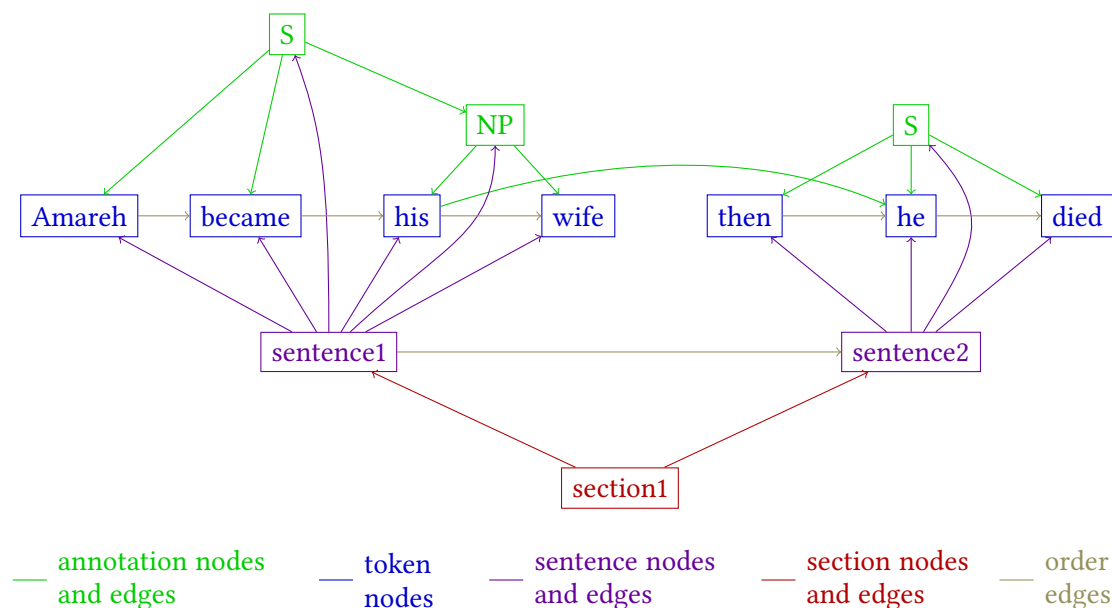 S
NP
S
Amareh became his wife then he died
sentence1 sentence2
section1
annotation nodes and edges
token nodes
sentence nodes and edges
section nodes and edges
order edges